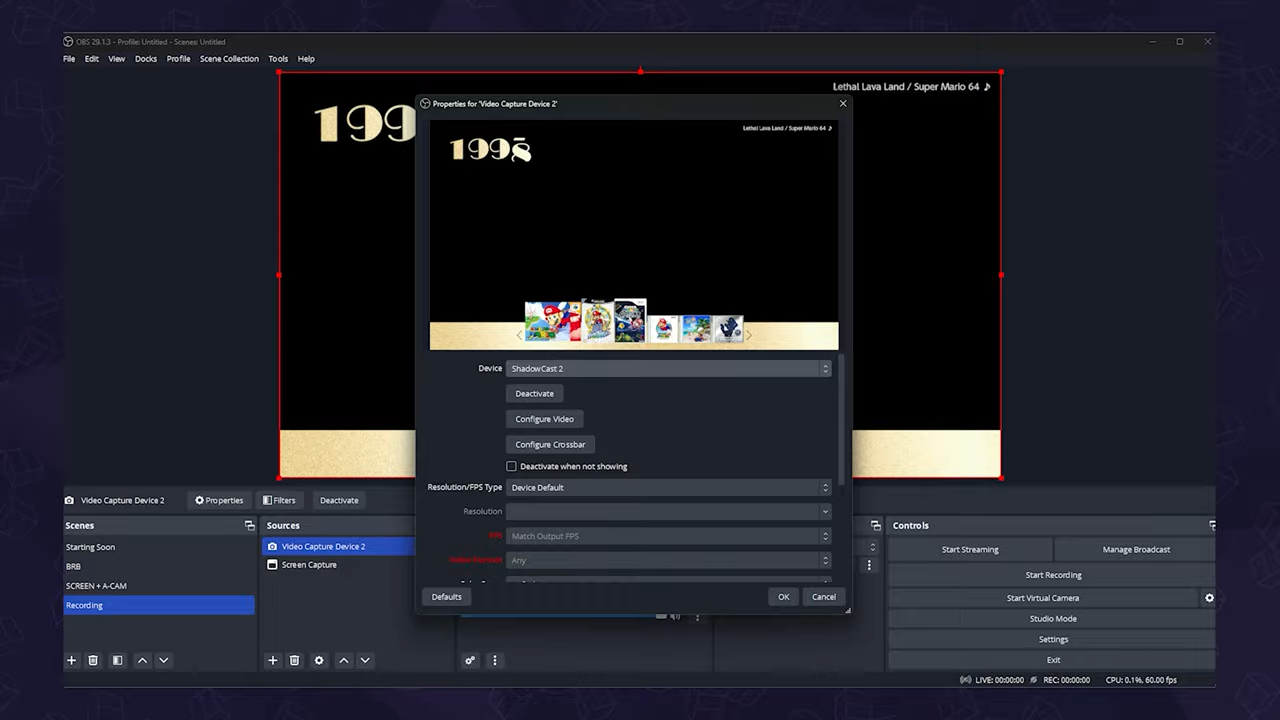 OBS 29.1.3 - Profile: Untitled - Scenes: Untitled
File Edit View Docks Profile Scene Collection Tools Help
Lethal Lava Land / Super Mario 64 ♪
199
Properties for 'Video Capture Device 2'
Lethal Lava Land / Super Mario 64 ♪
1998
Device ShadowCast 2
Deactivate
Configure Video
Configure Crossbar
Deactivate when not showing
Resolution/FPS Type Device Default
Resolution
FPS Match Output FPS
Any
Defaults OK Cancel
Video Capture Device 2 Properties Filters Deactivate
Scenes
Starting Soon
BRB
SCREEN + A-CAM
Recording
Sources
Video Capture Device 2
Screen Capture
Controls
Start Streaming Manage Broadcast
Start Recording
Start Virtual Camera
Studio Mode
Settings
Exit
LIVE: 00:00:00 REC: 00:00:00 CPU: 0.1%, 60.00 fps